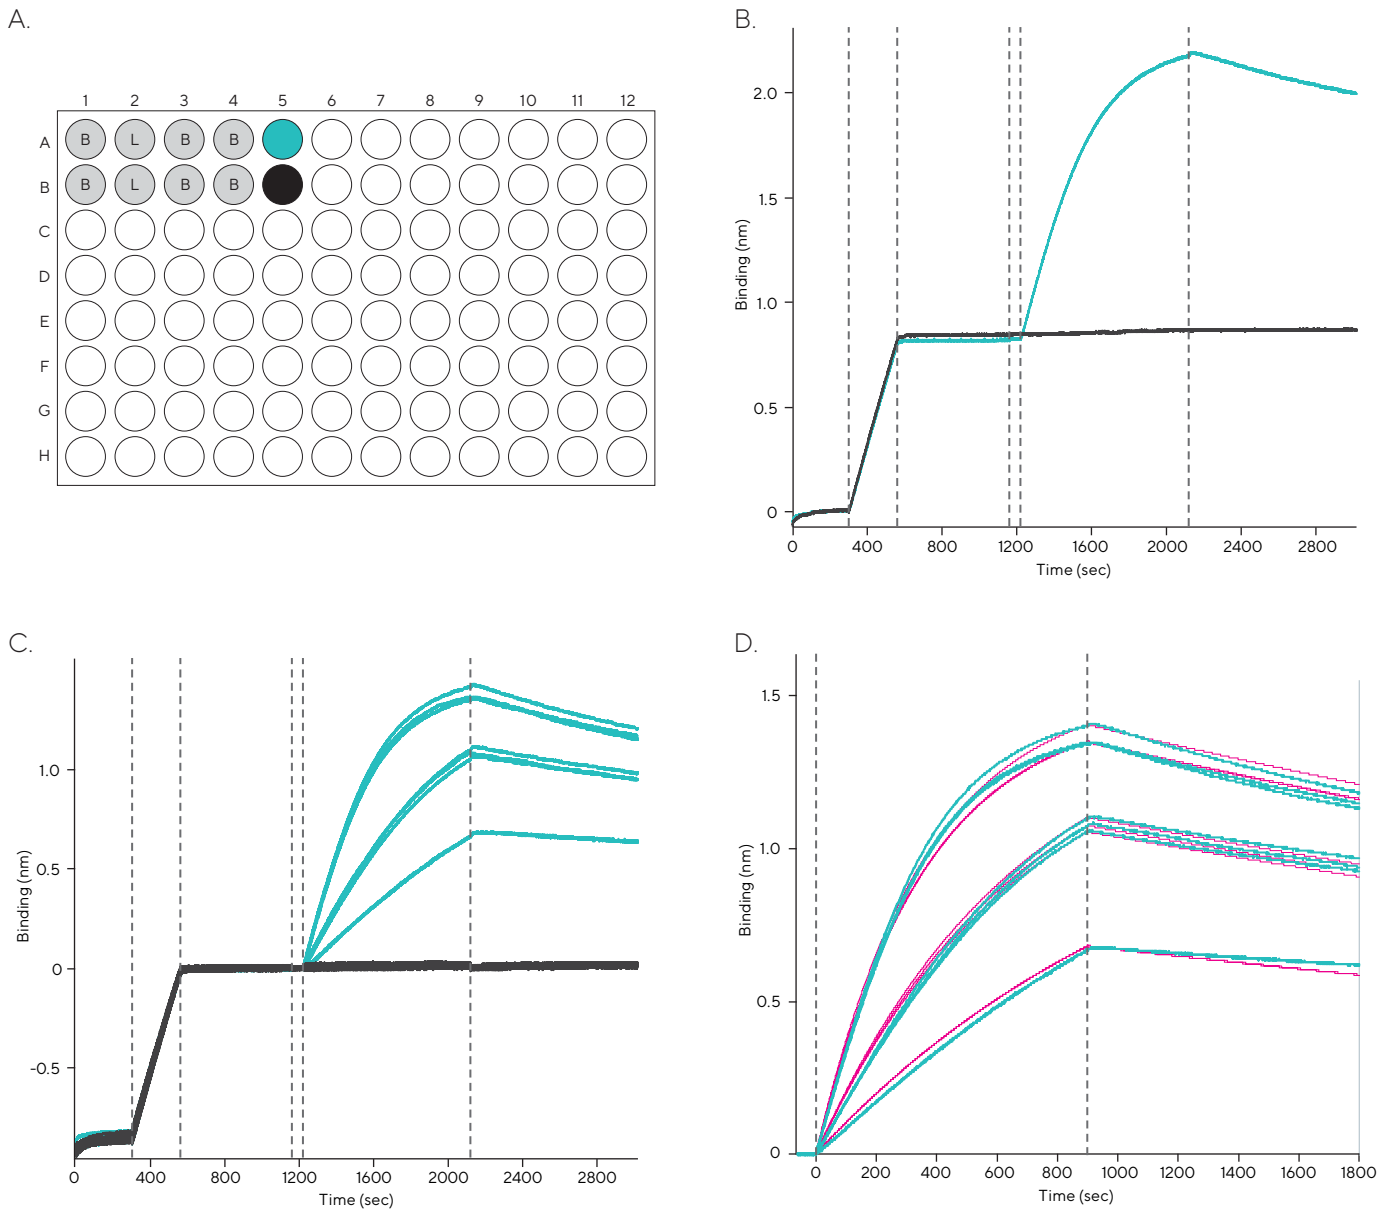 A.
1 2 3 4 5 6 7 8 9 10 11 12
A B L B B
B B L B B
C
D
E
F
G
H
B.
2.0
1.5
1.0
0.5
0
Binding (nm)
0 400 800 1200 1600 2000 2400 2800
Time (sec)
C.
1.0
0.5
0
-0.5
Binding (nm)
0 400 800 1200 1600 2000 2400 2800
Time (sec)
D.
1.5
1.0
0.5
0
Binding (nm)
0 200 400 600 800 1000 1200 1400 1600 1800
Time (sec)